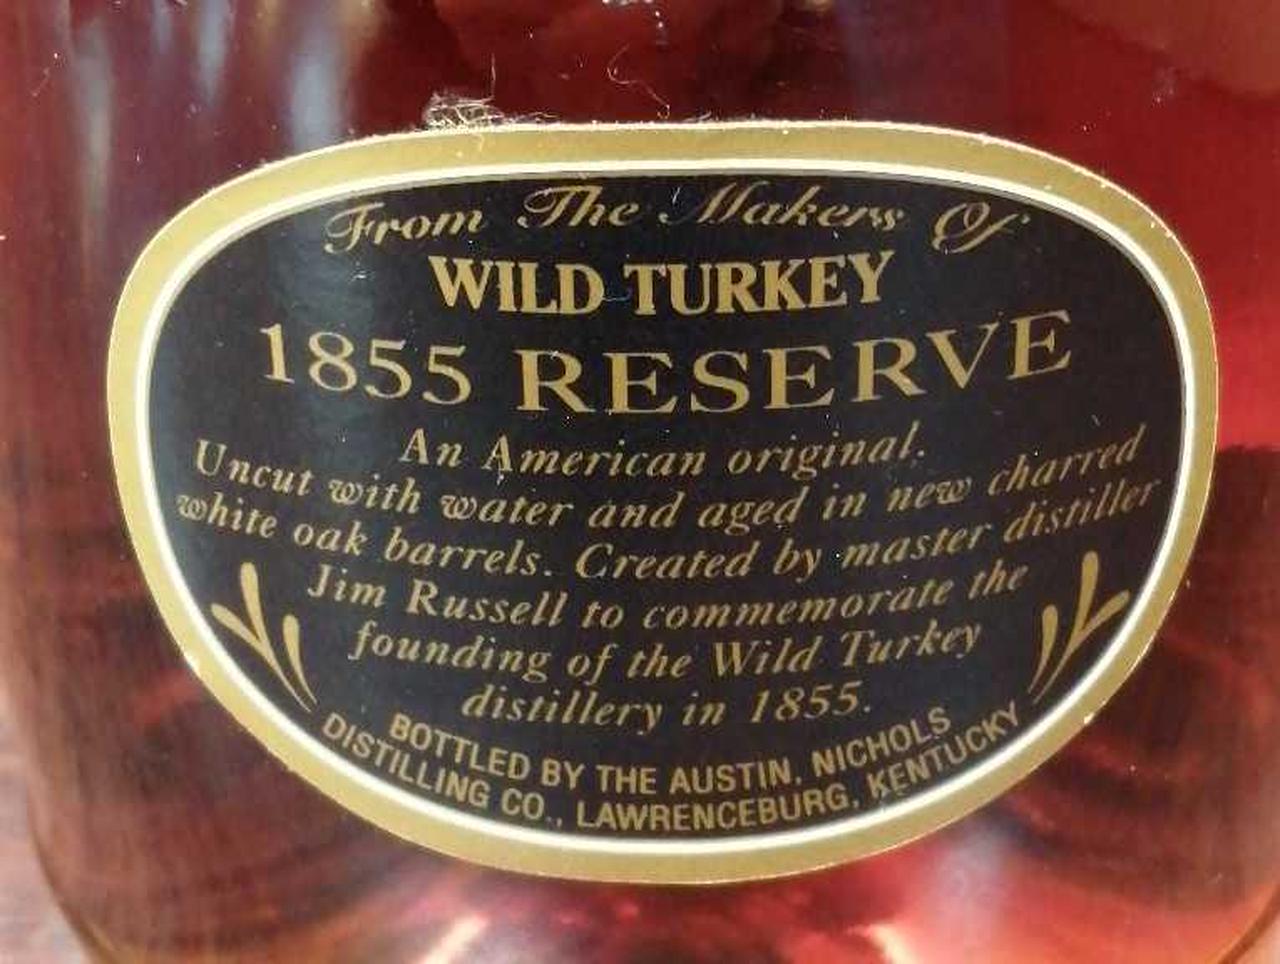 From The Makers Of
WILD TURKEY
1855 RESERVE
An American original.
Uncut with water and aged in new charred
white oak barrels. Created by master distiller
Jim Russell to commemorate the
founding of the Wild Turkey
distillery in 1855.
BOTTLED BY THE AUSTIN, NICHOLS
DISTILLING CO., LAWRENCEBURG, KENTUCKY